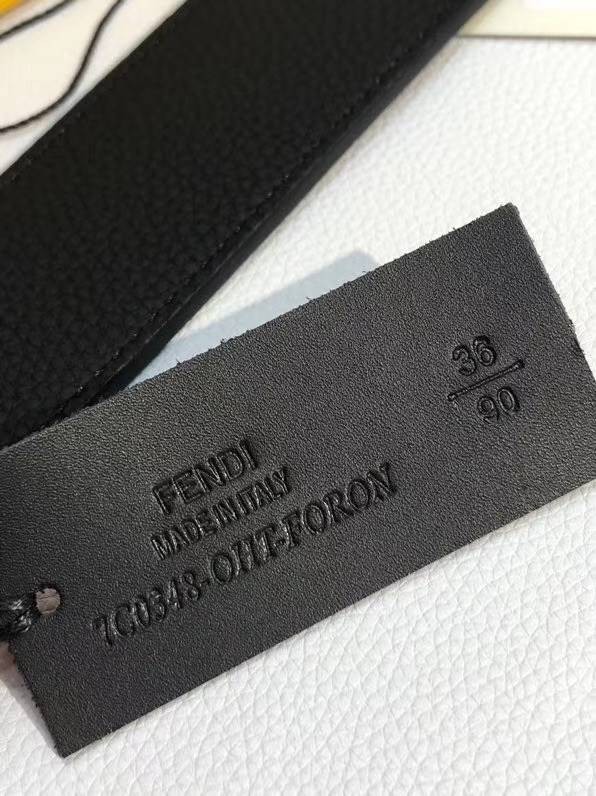 FENDI
MADE IN ITALY
7C0348-OHT-FORON
36
90